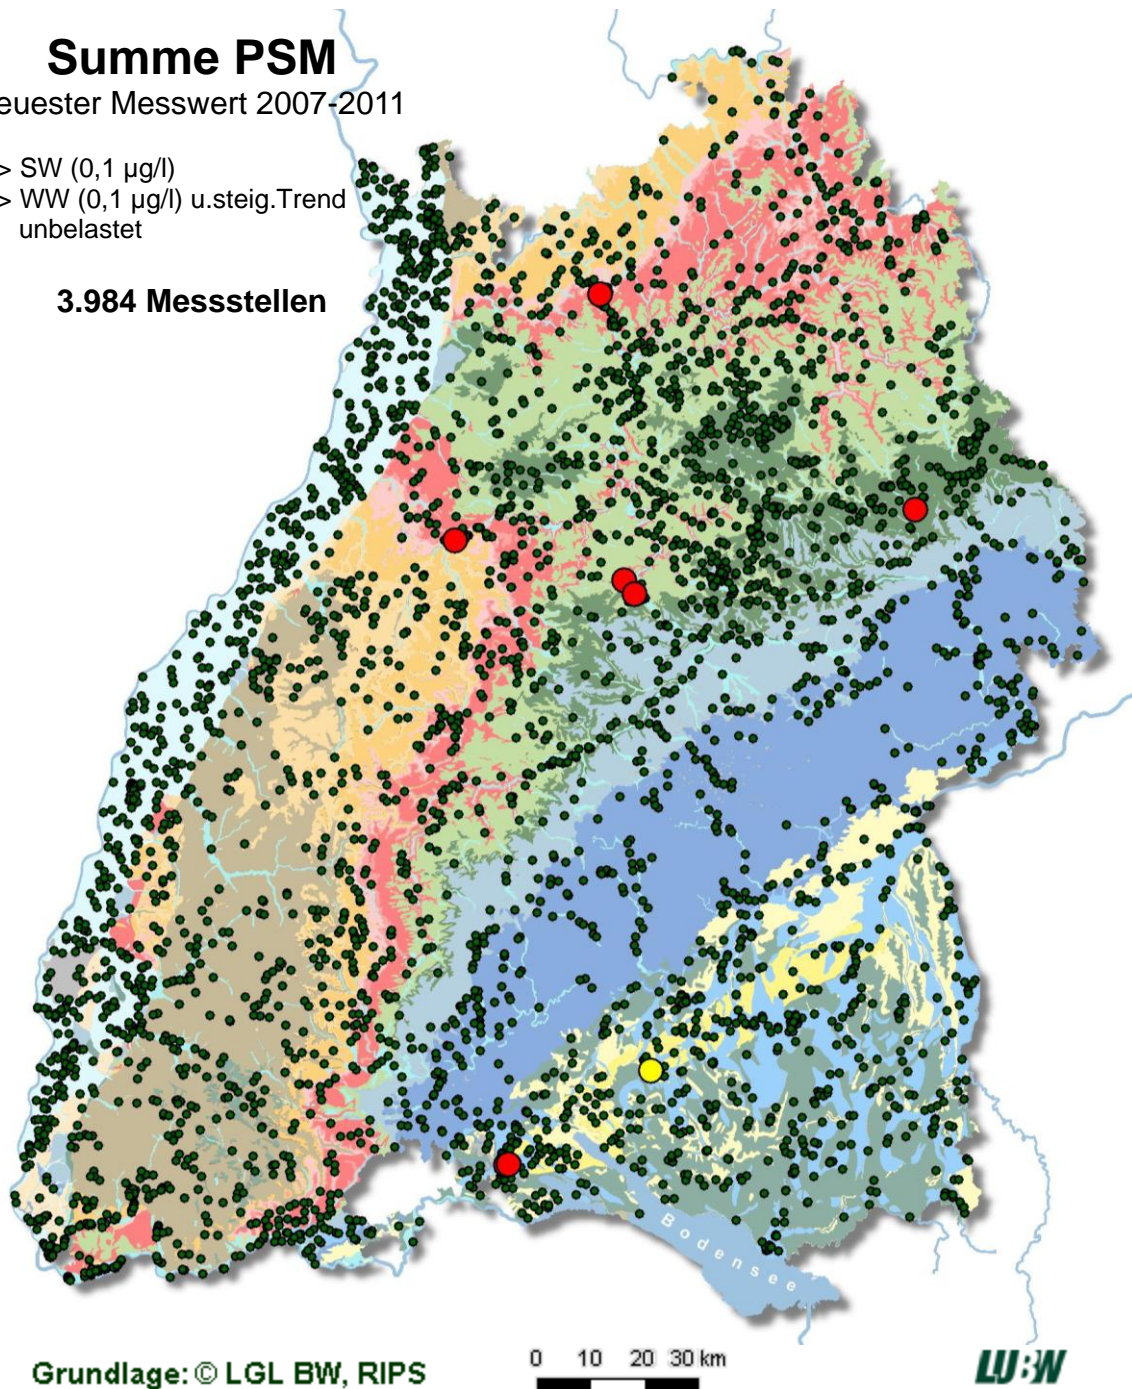 Summe PSM
euester Messwert 2007-2011
> SW (0,1 µg/l)
> WW (0,1 µg/l) u.steig.Trend
unbelastet
3.984 Messstellen
Bodensee
0 10 20 30 km
Grundlage: © LGL BW, RIPS
LUBW